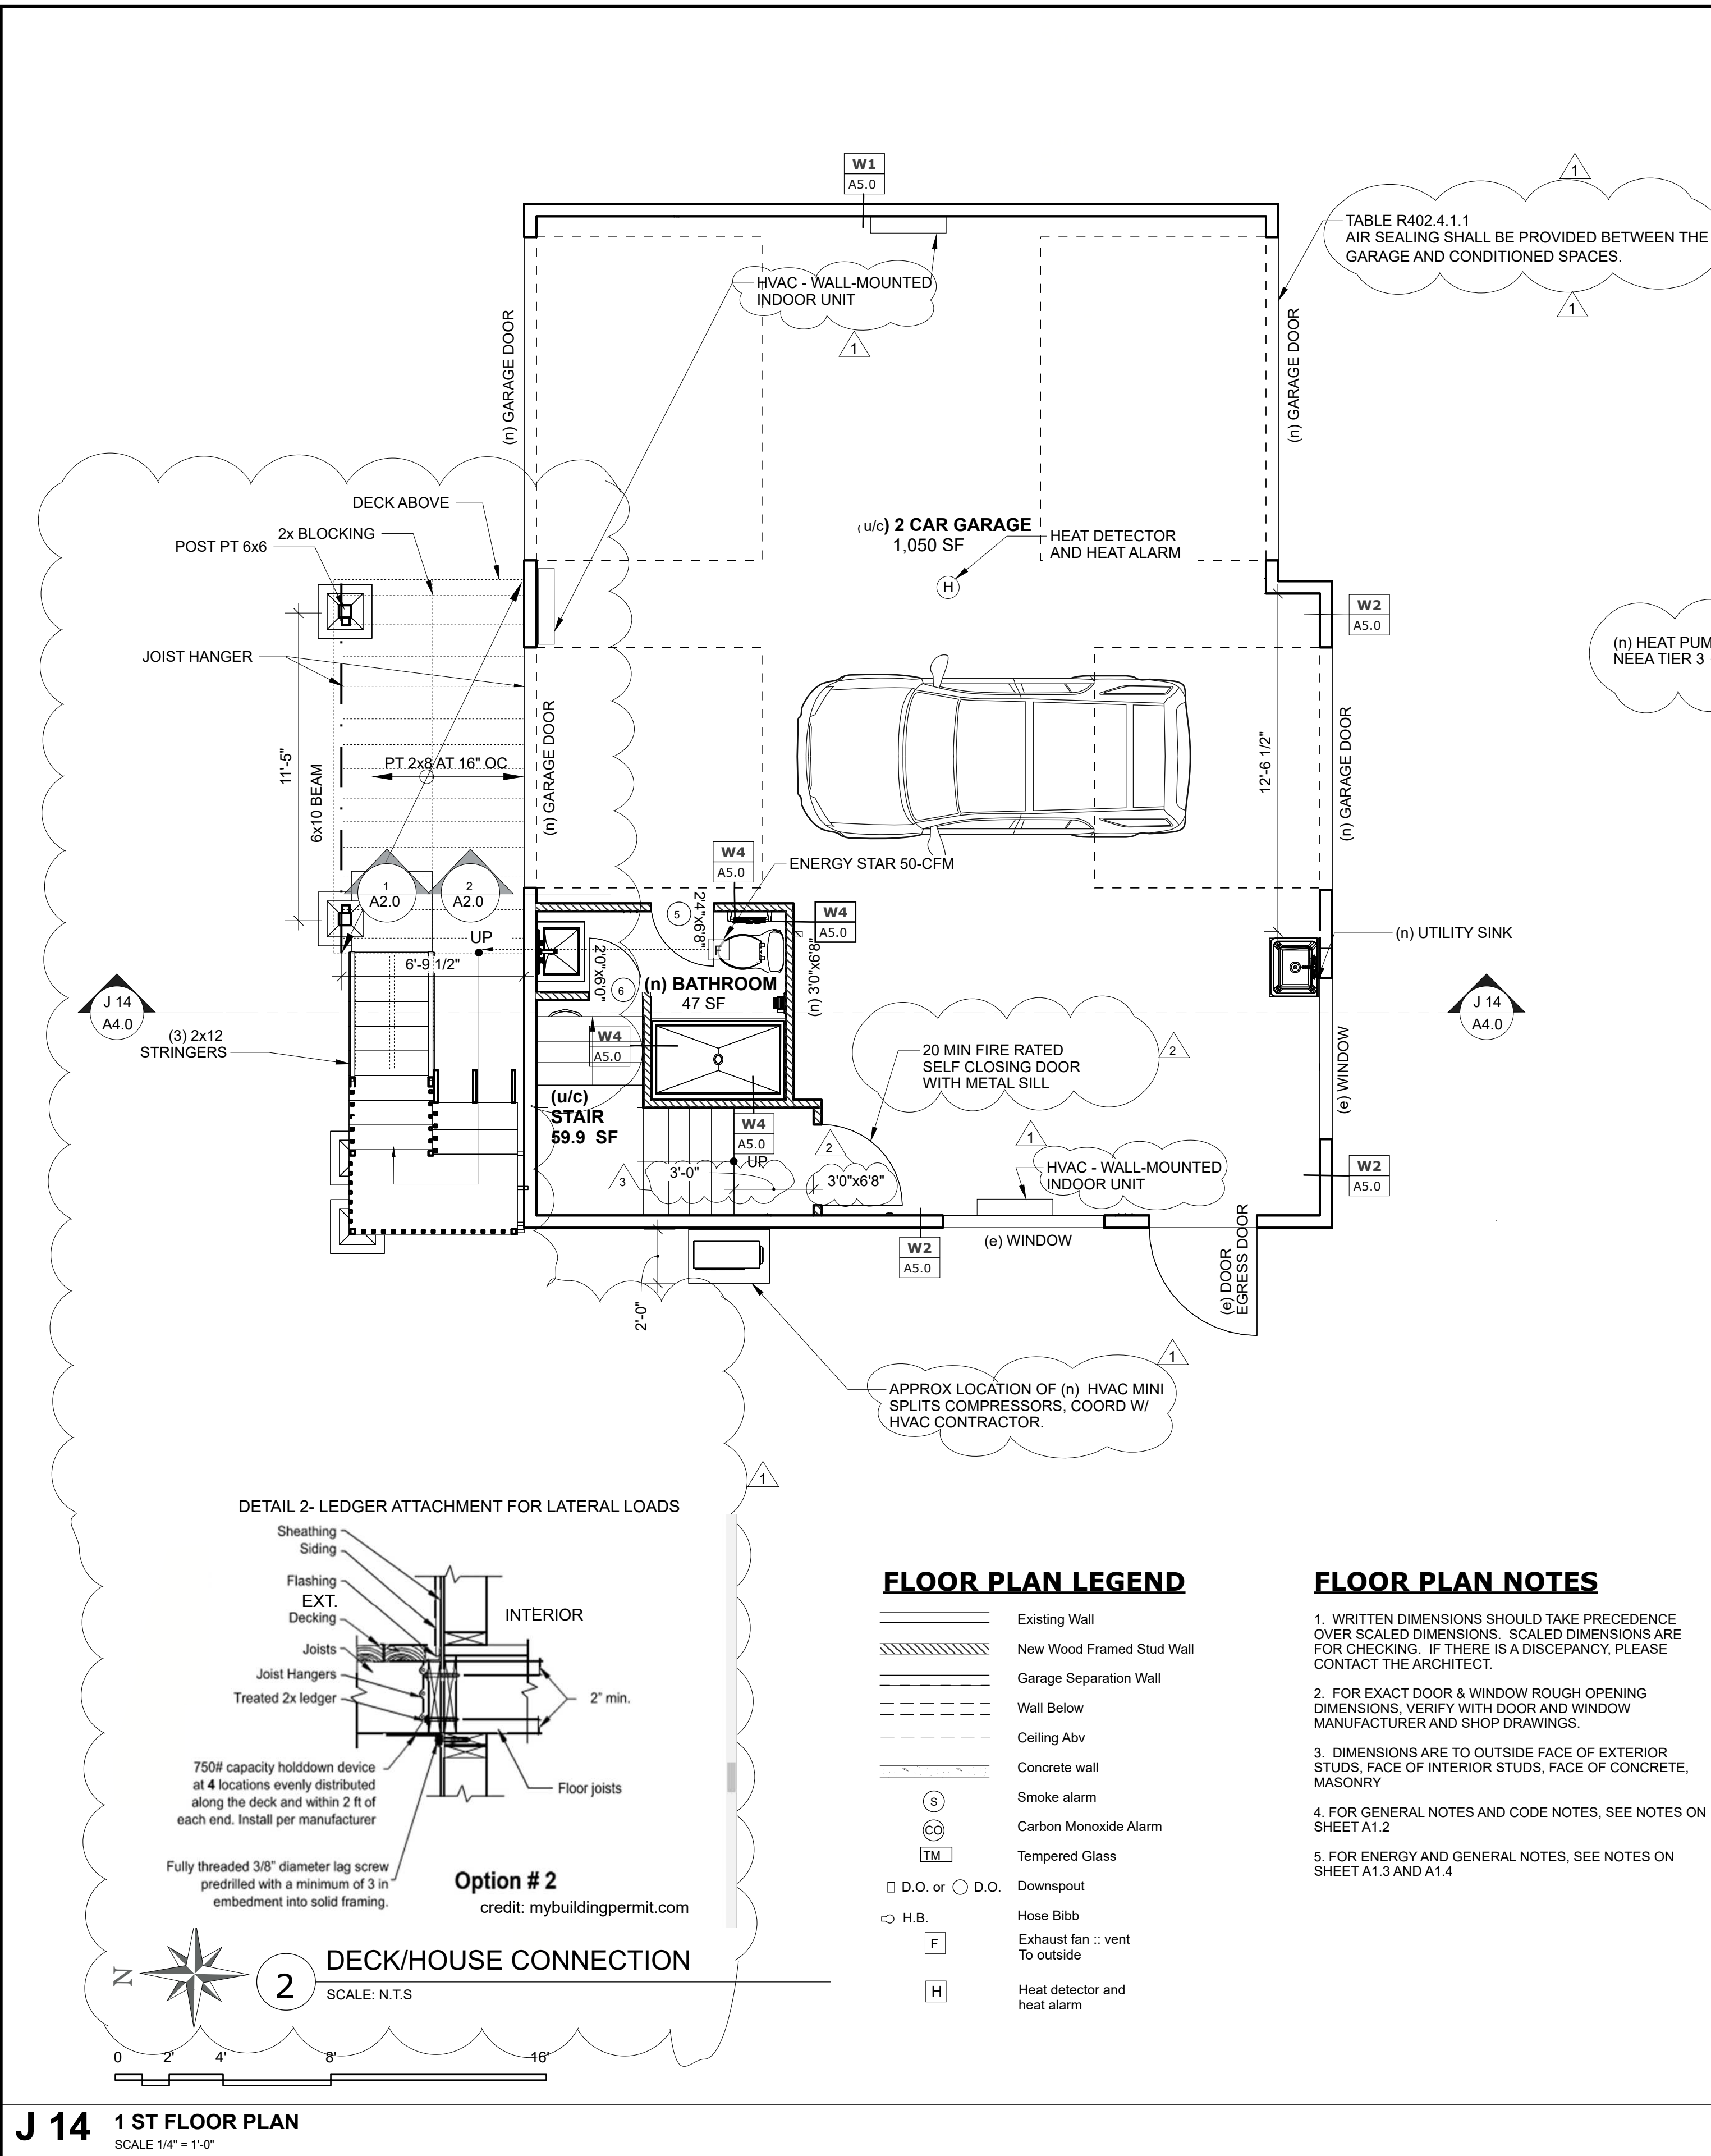 W1
A5.0
1
TABLE R402.4.1.1
AIR SEALING SHALL BE PROVIDED BETWEEN THE
GARAGE AND CONDITIONED SPACES.
1
HVAC - WALL-MOUNTED
INDOOR UNIT
1
(n) GARAGE DOOR
(n) GARAGE DOOR
DECK ABOVE
2x BLOCKING
POST PT 6x6
(u/c) 2 CAR GARAGE
1,050 SF
HEAT DETECTOR
AND HEAT ALARM
H
W2
A5.0
(n) HEAT PUM
NEEA TIER 3
JOIST HANGER
11'-5"
6x10 BEAM
PT 2x8 AT 16" OC
(n) GARAGE DOOR
12'-6 1/2"
(n) GARAGE DOOR
1
A2.0
2
A2.0
W4
A5.0
ENERGY STAR 50-CFM
5
2'4"x6'8"
W4
A5.0
F
UP
6'-9 1/2"
2'0"x6'0"
6
(n) BATHROOM
47 SF
(n) 3'0"x6'8"
(n) UTILITY SINK
J 14
A4.0
J 14
A4.0
(3) 2x12
STRINGERS
W4
A5.0
20 MIN FIRE RATED
SELF CLOSING DOOR
WITH METAL SILL
2
(e) WINDOW
(u/c)
STAIR
59.9 SF
W4
A5.0
UP
2
1
3
3'-0"
3'0"x6'8"
HVAC - WALL-MOUNTED
INDOOR UNIT
W2
A5.0
W2
A5.0
(e) WINDOW
(e) DOOR
EGRESS DOOR
2'-0"
1
APPROX LOCATION OF (n) HVAC MINI
SPLITS COMPRESSORS, COORD W/
HVAC CONTRACTOR.
1
DETAIL 2- LEDGER ATTACHMENT FOR LATERAL LOADS
Sheathing
Siding
Flashing
EXT.
Decking
INTERIOR
Joists
Joist Hangers
Treated 2x ledger
2" min.
750# capacity holddown device
at 4 locations evenly distributed
along the deck and within 2 ft of
each end. Install per manufacturer
Floor joists
Fully threaded 3/8" diameter lag screw
predrilled with a minimum of 3 in
embedment into solid framing.
Option # 2
credit: mybuildingpermit.com
N
2
DECK/HOUSE CONNECTION
SCALE: N.T.S
0 2' 4' 8' 16'
FLOOR PLAN LEGEND
Existing Wall
New Wood Framed Stud Wall
Garage Separation Wall
Wall Below
Ceiling Abv
Concrete wall
S Smoke alarm
CO Carbon Monoxide Alarm
TM Tempered Glass
D.O. or D.O. Downspout
H.B. Hose Bibb
F Exhaust fan :: vent
To outside
H Heat detector and
heat alarm
FLOOR PLAN NOTES
1. WRITTEN DIMENSIONS SHOULD TAKE PRECEDENCE
OVER SCALED DIMENSIONS. SCALED DIMENSIONS ARE
FOR CHECKING. IF THERE IS A DISCEPANCY, PLEASE
CONTACT THE ARCHITECT.
2. FOR EXACT DOOR & WINDOW ROUGH OPENING
DIMENSIONS, VERIFY WITH DOOR AND WINDOW
MANUFACTURER AND SHOP DRAWINGS.
3. DIMENSIONS ARE TO OUTSIDE FACE OF EXTERIOR
STUDS, FACE OF INTERIOR STUDS, FACE OF CONCRETE,
MASONRY
4. FOR GENERAL NOTES AND CODE NOTES, SEE NOTES ON
SHEET A1.2
5. FOR ENERGY AND GENERAL NOTES, SEE NOTES ON
SHEET A1.3 AND A1.4
J 14
1 ST FLOOR PLAN
SCALE 1/4" = 1'-0"